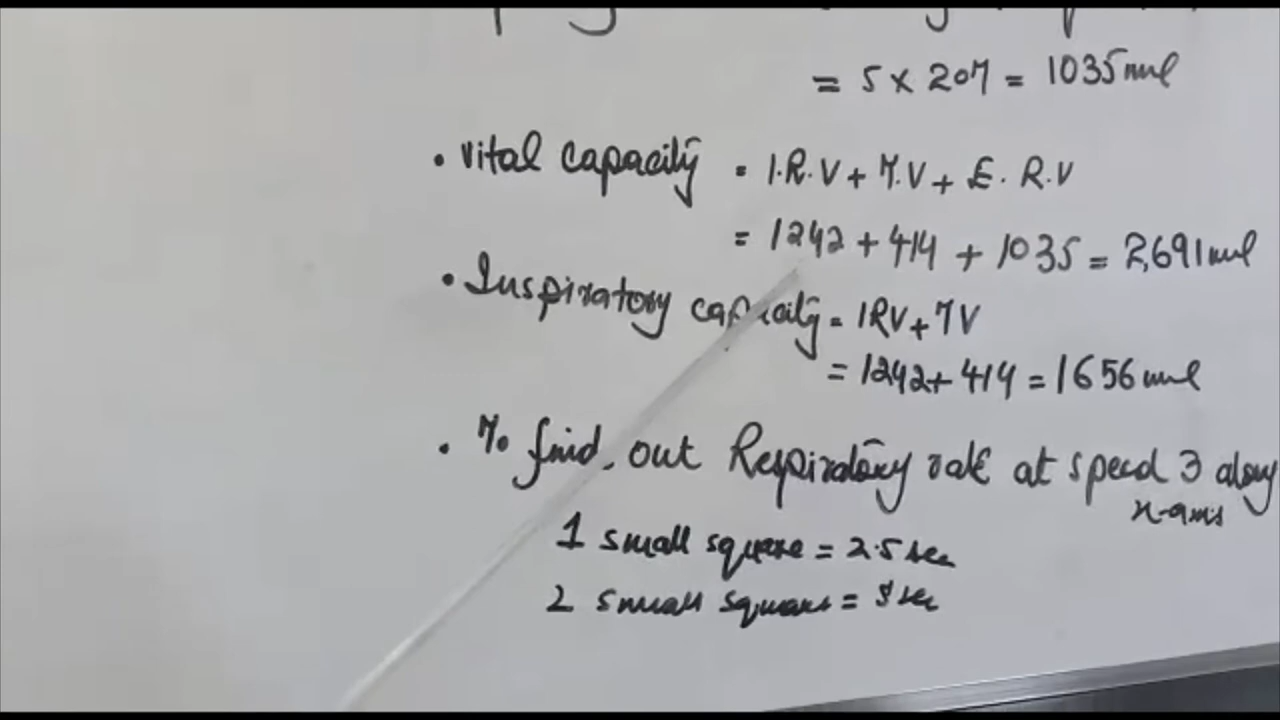 = 5 x 207 = 1035 ml
• Vital capacity = I.R.V + T.V + E.R.V
= 1242 + 414 + 1035 = 2,691 ml
• Inspiratory capacity = IRV + TV
= 1242 + 414 = 1656 ml
• To find out Respiratory rate at speed 3 along
x-axis
1 small square = 2.5 sec
2 small squares = 5 sec